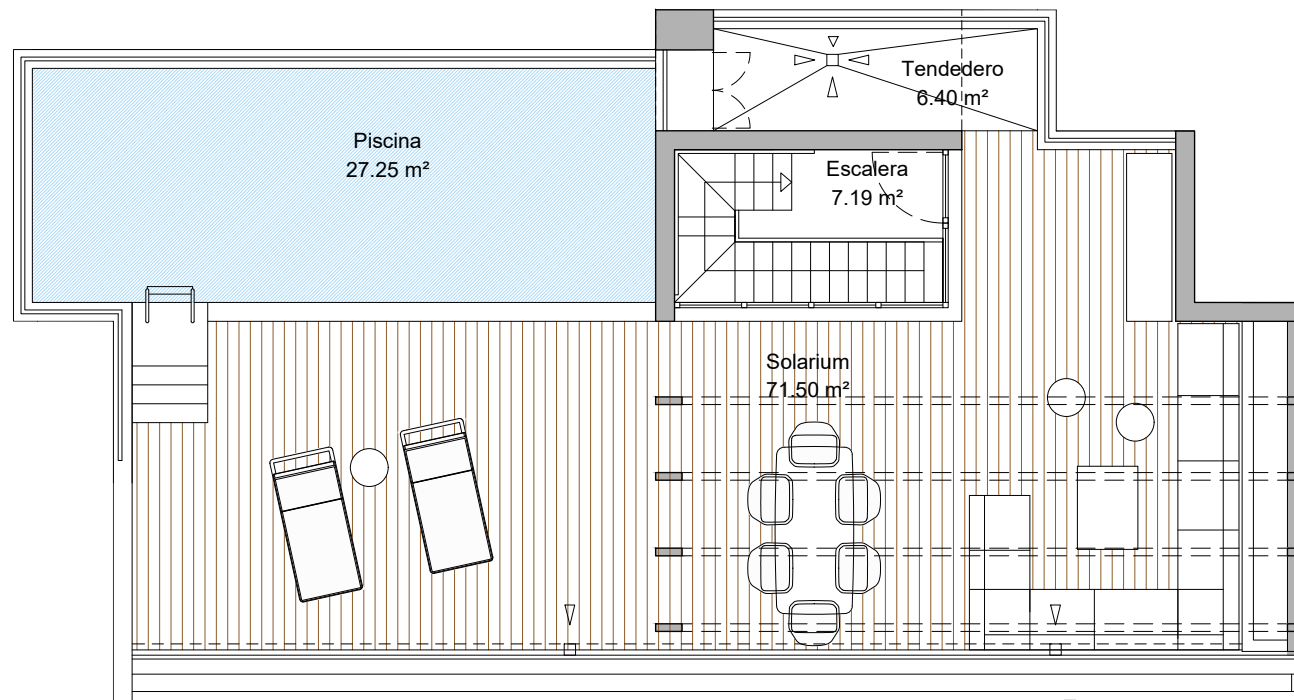 Tendedero
6.40 m²
Piscina
27.25 m²
Escalera
7.19 m²
Solarium
71.50 m²